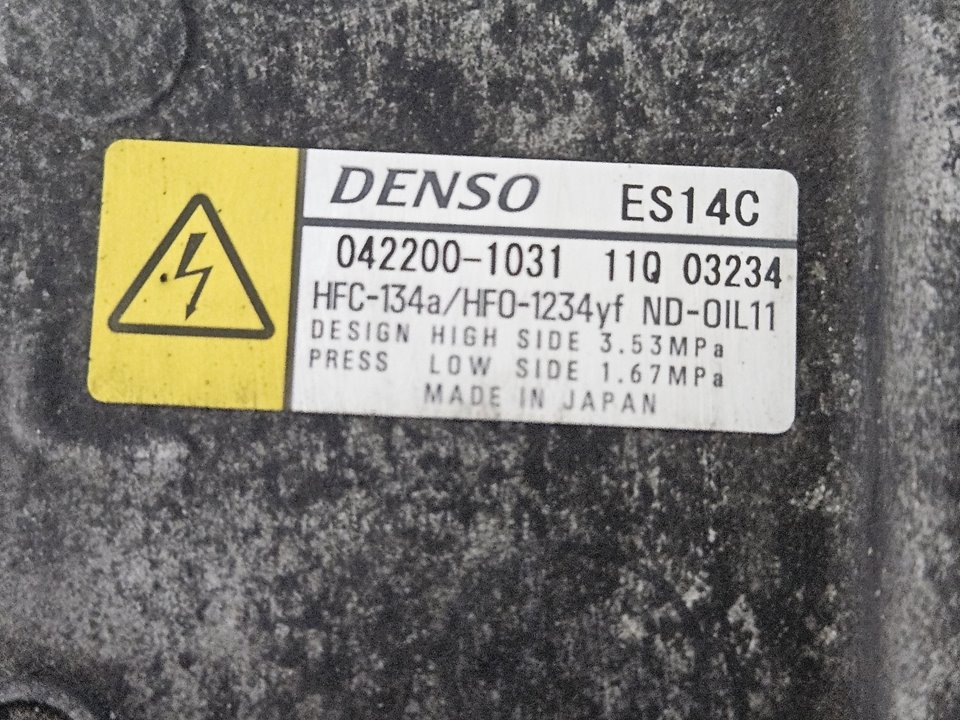 DENSO ES14C
042200-1031 11Q 03234
HFC-134a/HFO-1234yf ND-OIL11
DESIGN HIGH SIDE 3.53MPa
PRESS LOW SIDE 1.67MPa
MADE IN JAPAN